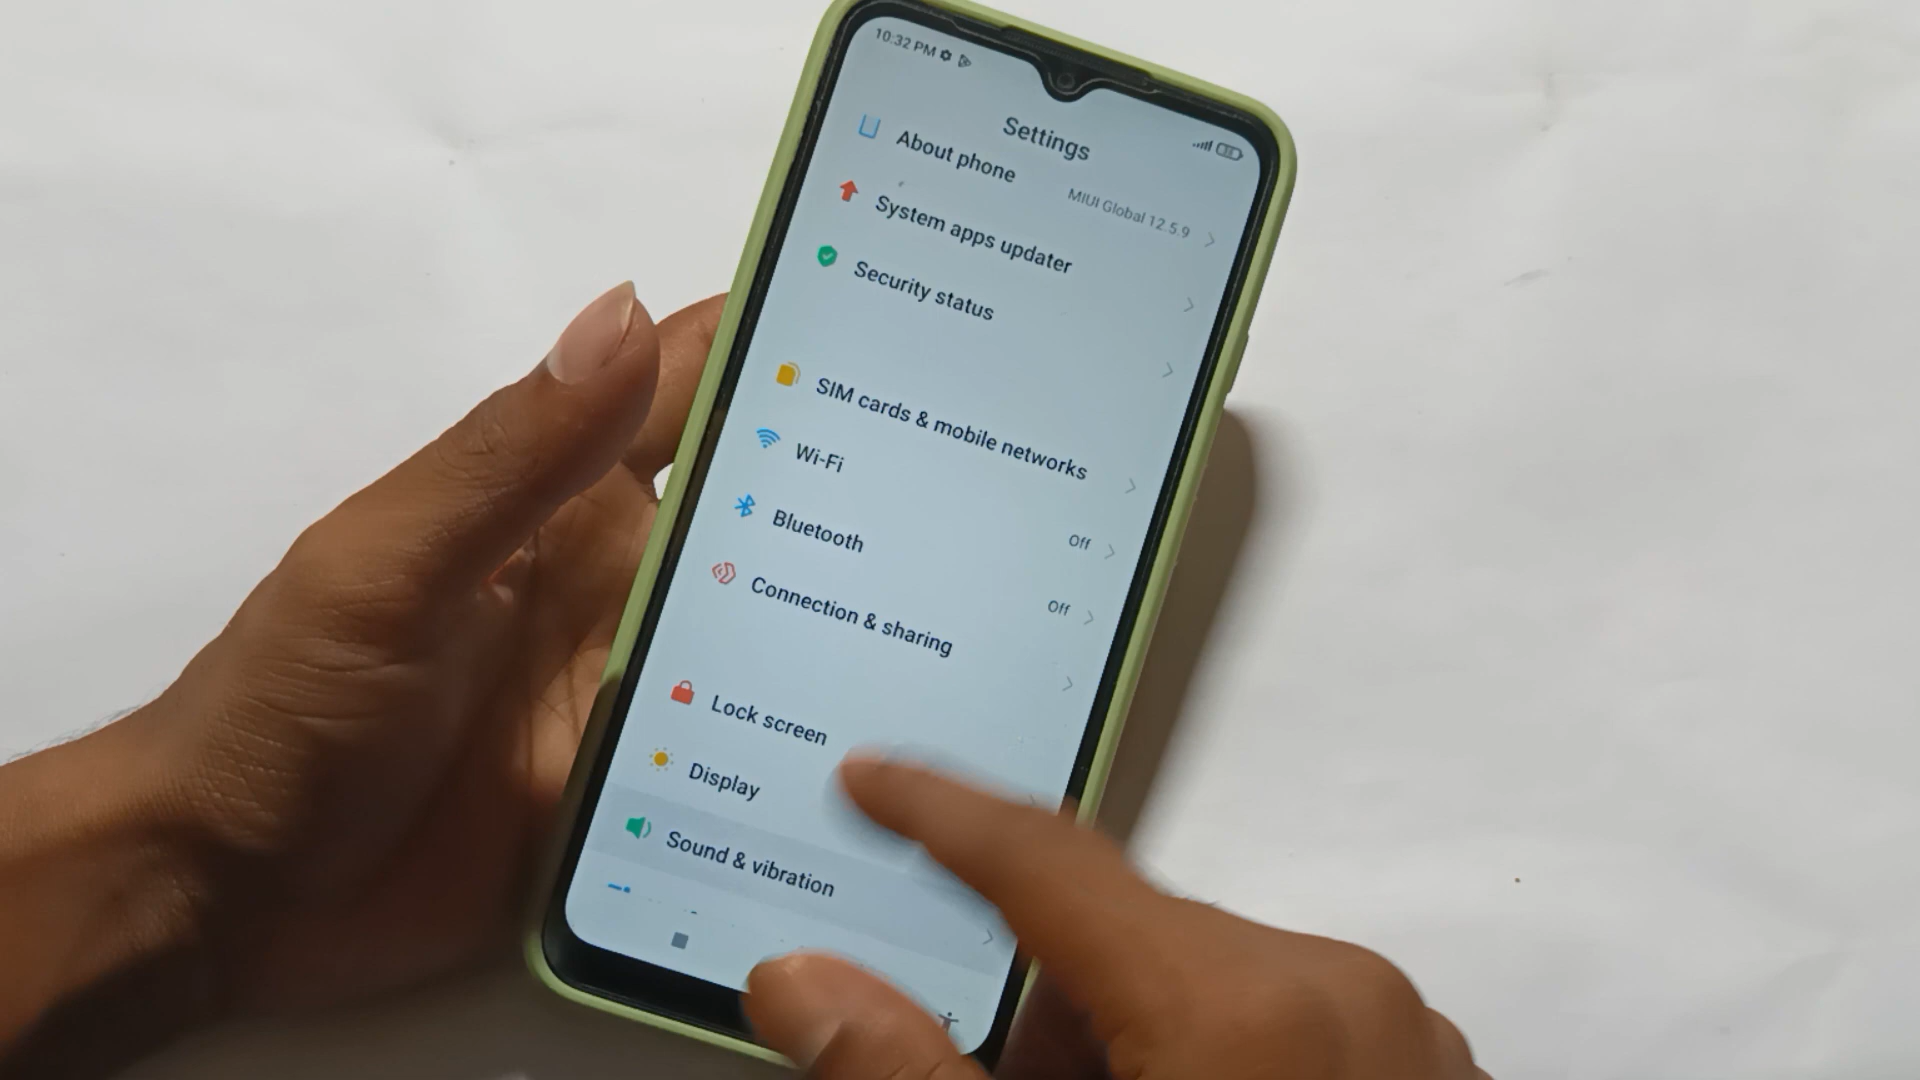 10:32 PM
Settings
About phone
MIUI Global 12.5.9
System apps updater
Security status
SIM cards & mobile networks
Wi-Fi
Off
Bluetooth
Off
Connection & sharing
Lock screen
Display
Sound & vibration